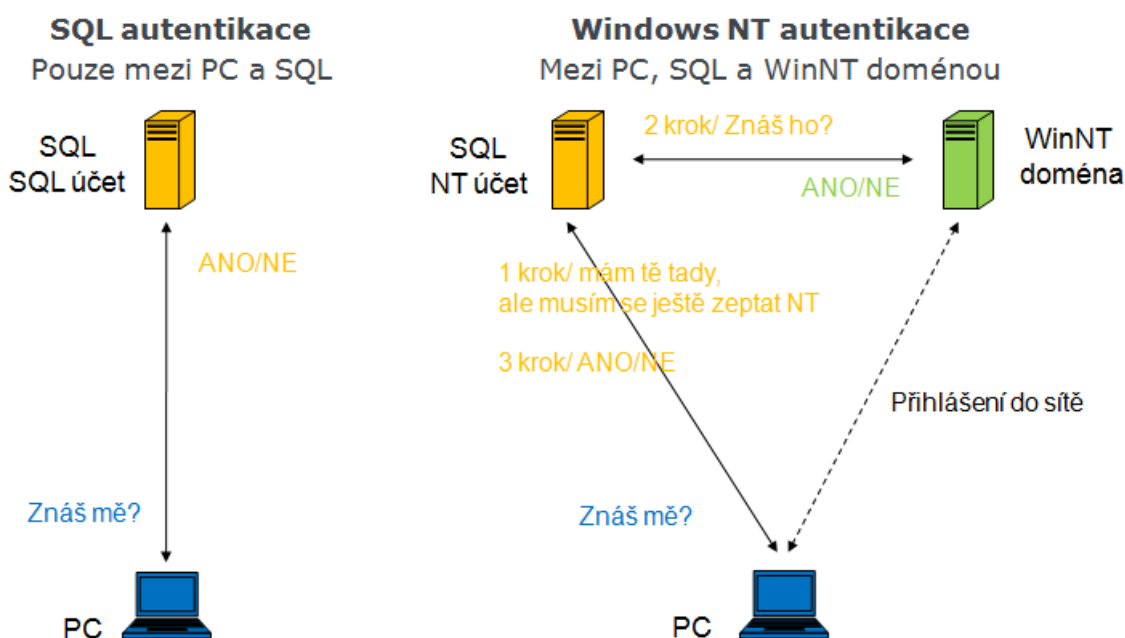 SQL autentikace
Pouze mezi PC a SQL
SQL
SQL účet
ANO/NE
Znáš mě?
PC
Windows NT autentikace
Mezi PC, SQL a WinNT doménou
SQL
NT účet
2 krok/ Znáš ho?
ANO/NE
WinNT
doména
1 krok/ mám tě tady,
ale musím se ještě zeptat NT
3 krok/ ANO/NE
Přihlášení do sítě
Znáš mě?
PC